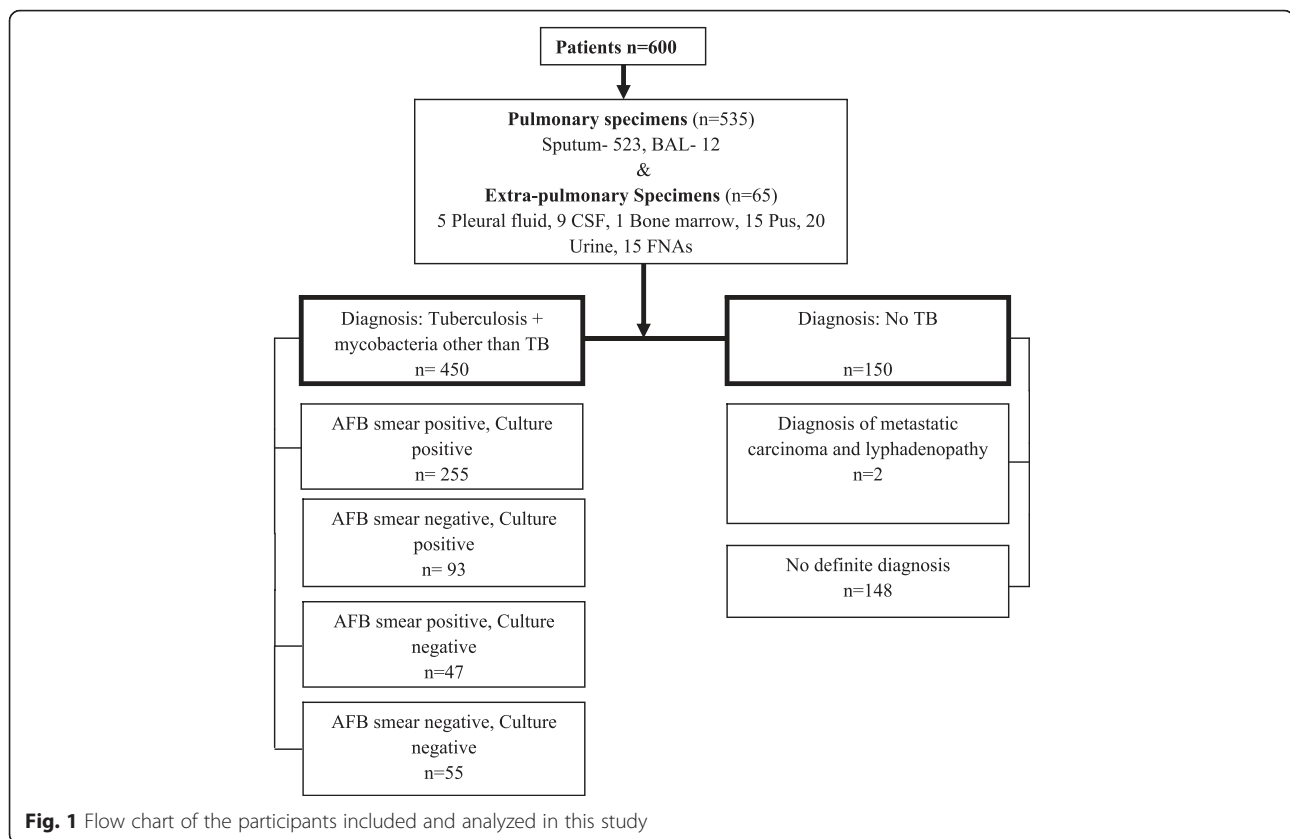 Patients n=600
Pulmonary specimens (n=535)
Sputum- 523, BAL- 12
&
Extra-pulmonary Specimens (n=65)
5 Pleural fluid, 9 CSF, 1 Bone marrow, 15 Pus, 20
Urine, 15 FNAs
Diagnosis: Tuberculosis +
mycobacteria other than TB
n= 450
AFB smear positive, Culture
positive
n= 255
AFB smear negative, Culture
positive
n= 93
AFB smear positive, Culture
negative
n=47
AFB smear negative, Culture
negative
n=55
Diagnosis: No TB
n=150
Diagnosis of metastatic
carcinoma and lyphadenopathy
n=2
No definite diagnosis
n=148
Fig. 1 Flow chart of the participants included and analyzed in this study